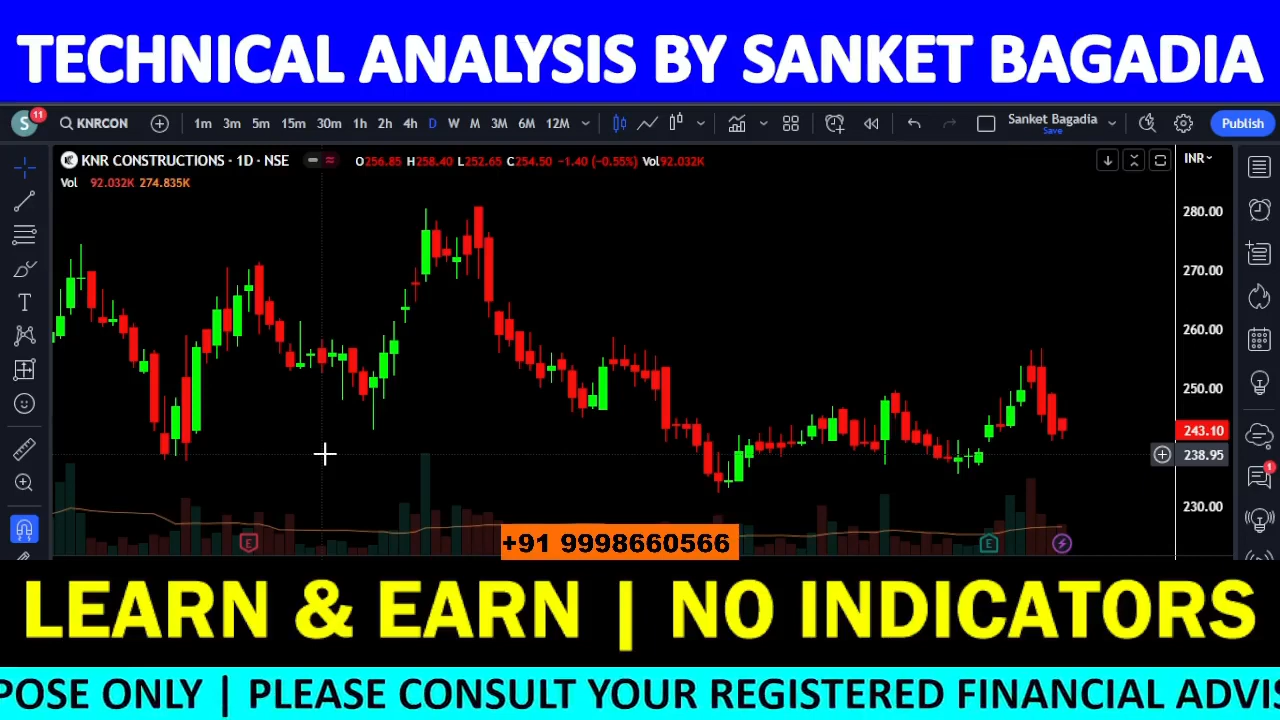 TECHNICAL ANALYSIS BY SANKET BAGADIA
S 11 KNRCON 1m 3m 5m 15m 30m 1h 2h 4h D W M 3M 6M 12M Sanket Bagadia Save Publish
KNR CONSTRUCTIONS · 1D · NSE O256.85 H258.40 L252.65 C254.50 −1.40 (−0.55%) Vol92.032K INR
Vol 92.032K 274.835K
280.00
270.00
260.00
250.00
243.10
238.95
230.00
T
1
E E
+91 9998660566
LEARN & EARN | NO INDICATORS
POSE ONLY | PLEASE CONSULT YOUR REGISTERED FINANCIAL ADVIS